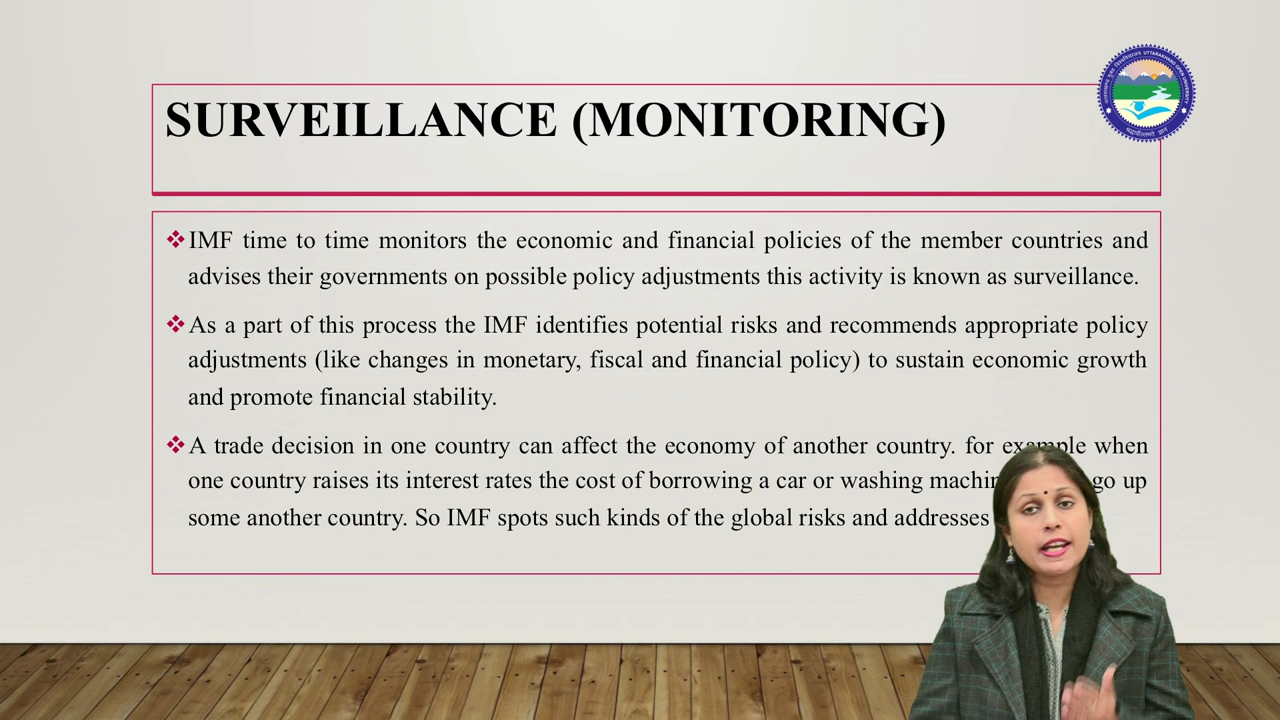 SURVEILLANCE (MONITORING)
❖IMF time to time monitors the economic and financial policies of the member countries and
advises their governments on possible policy adjustments this activity is known as surveillance.
❖As a part of this process the IMF identifies potential risks and recommends appropriate policy
adjustments (like changes in monetary, fiscal and financial policy) to sustain economic growth
and promote financial stability.
❖A trade decision in one country can affect the economy of another country. for example when
one country raises its interest rates the cost of borrowing a car or washing go up
some another country. So IMF spots such kinds of the global risks and addresses